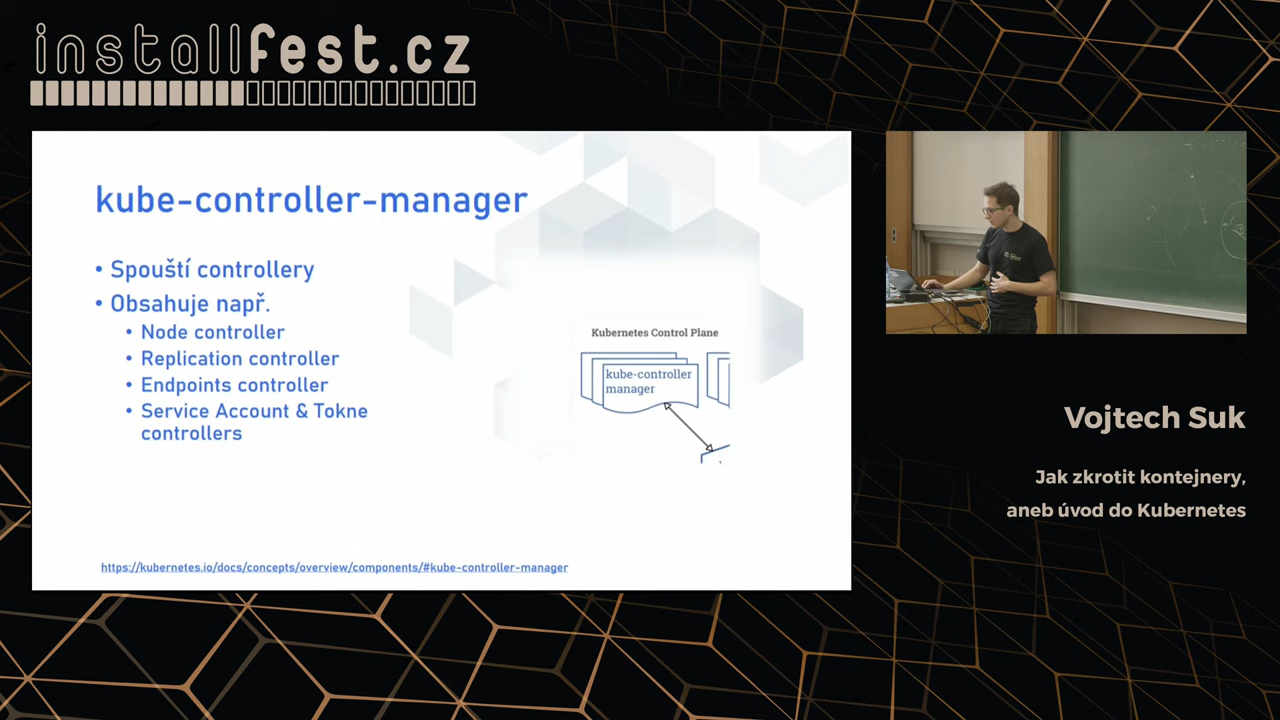 installfest.cz
kube-controller-manager
• Spouští controllery
• Obsahuje např.
• Node controller
• Replication controller
• Endpoints controller
• Service Account & Tokne
controllers
Kubernetes Control Plane
kube-controller
manager
https://kubernetes.io/docs/concepts/overview/components/#kube-controller-manager
Vojtech Suk
Jak zkrotit kontejnery,
aneb úvod do Kubernetes